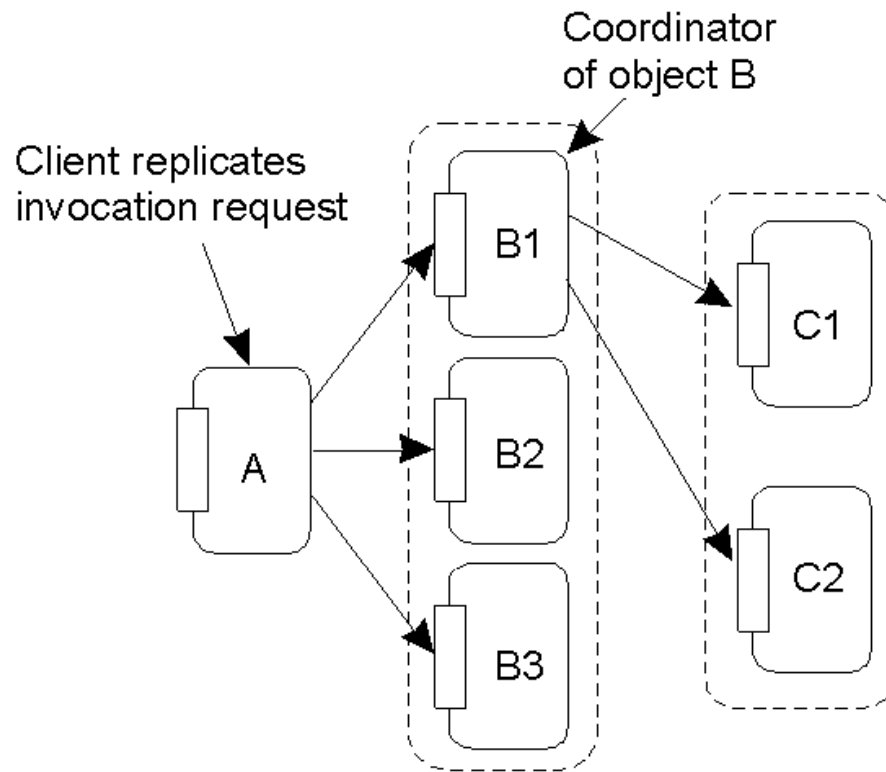 Coordinator
of object B
Client replicates
invocation request
A
B1
B2
B3
C1
C2